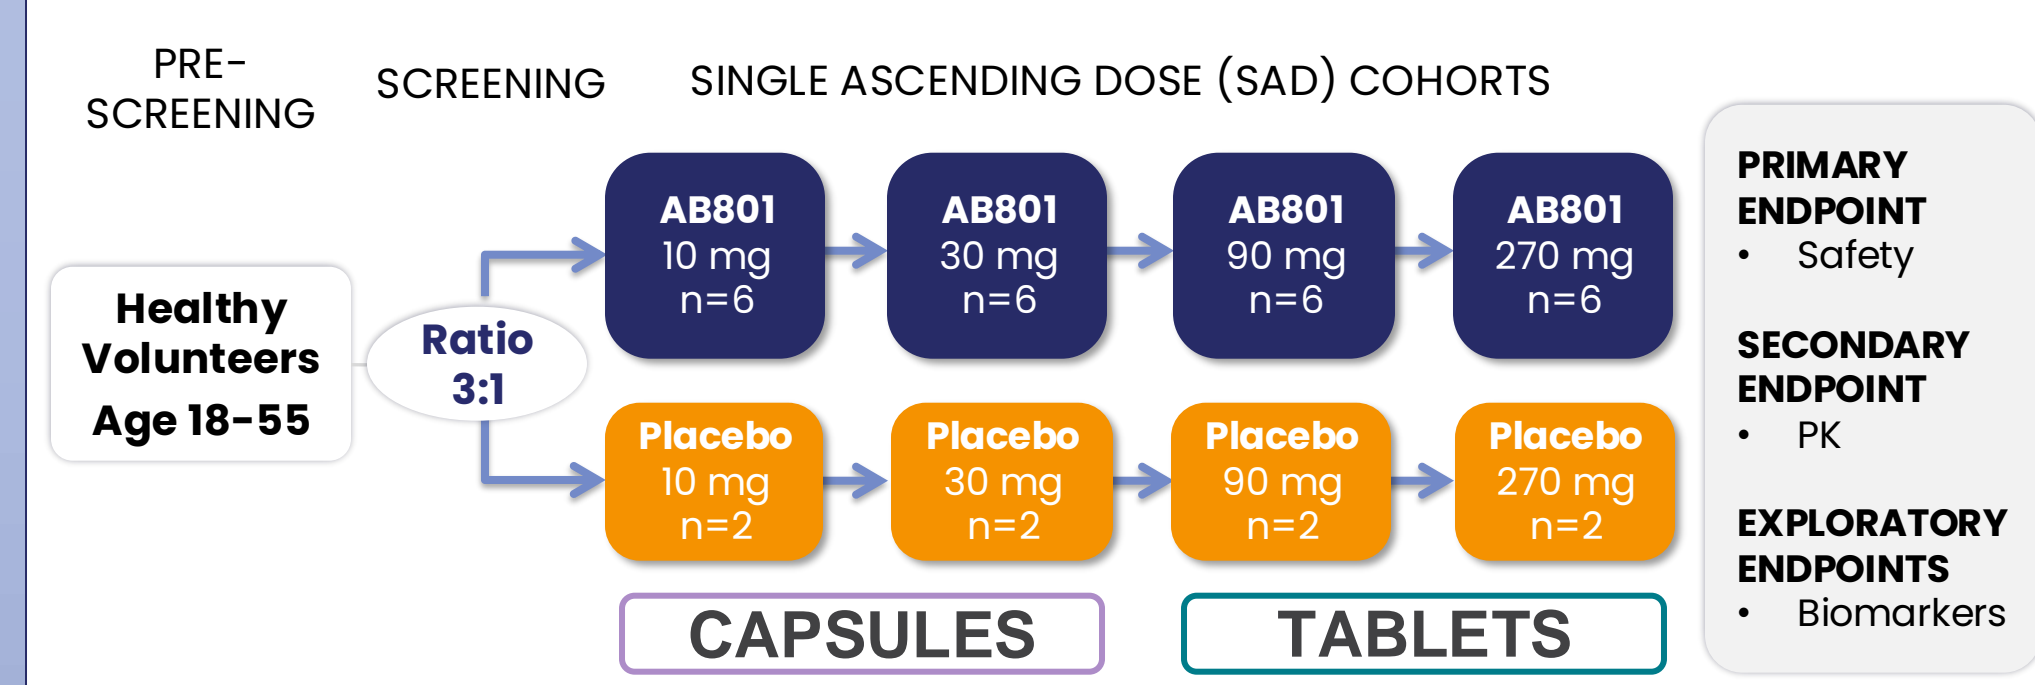 PRE-
SCREENING
SCREENING
SINGLE ASCENDING DOSE (SAD) COHORTS
Healthy
Volunteers
Age 18-55
Ratio
3:1
AB801
10 mg
n=6
AB801
30 mg
n=6
AB801
90 mg
n=6
AB801
270 mg
n=6
Placebo
10 mg
n=2
Placebo
30 mg
n=2
Placebo
90 mg
n=2
Placebo
270 mg
n=2
CAPSULES
TABLETS
PRIMARY
ENDPOINT
• Safety
SECONDARY
ENDPOINT
• PK
EXPLORATORY
ENDPOINTS
• Biomarkers